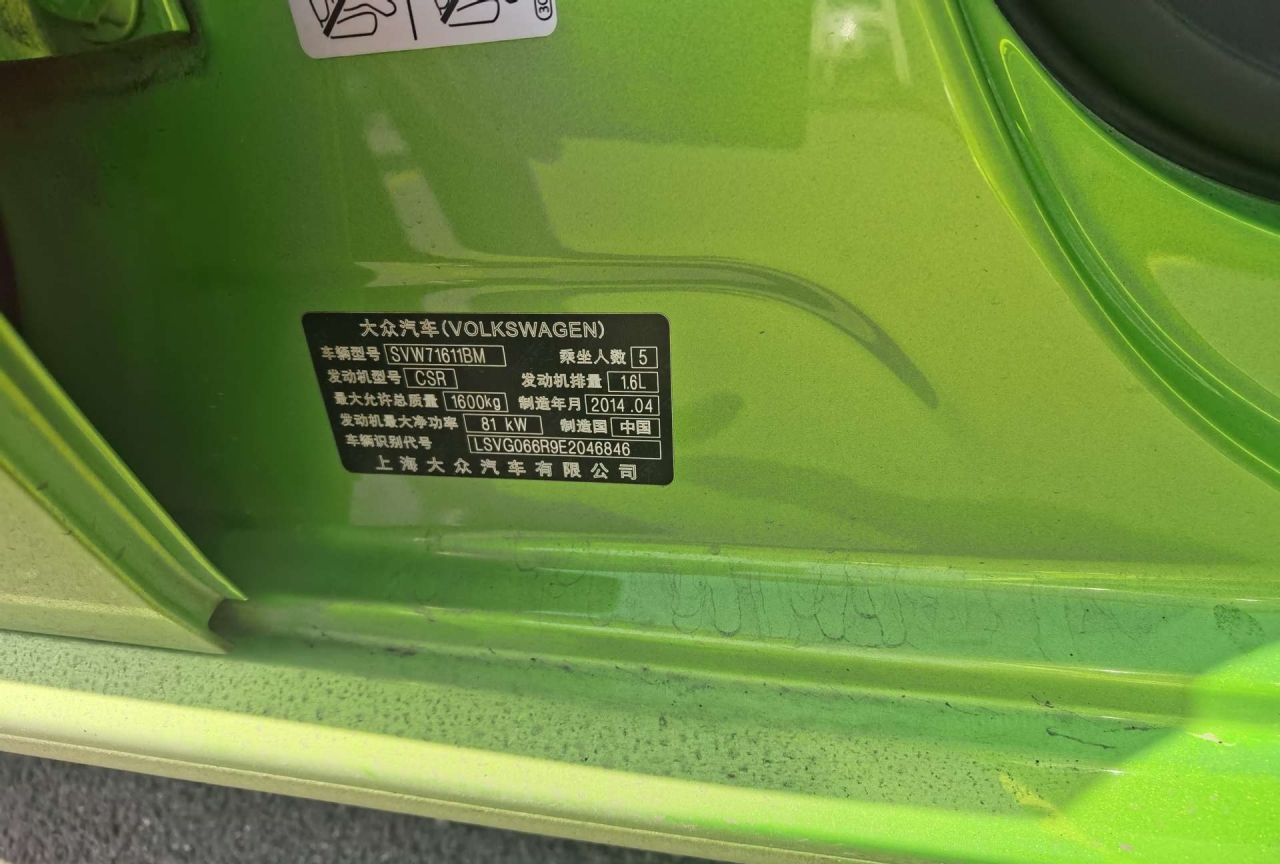 3C
大众汽车(VOLKSWAGEN)
车辆型号 SVW71611BM 乘坐人数 5
发动机型号 CSR 发动机排量 1.6L
最大允许总质量 1600kg 制造年月 2014.04
发动机最大净功率 81 kW 制造国 中国
车辆识别代号 LSVG066R9E2046846
上海大众汽车有限公司